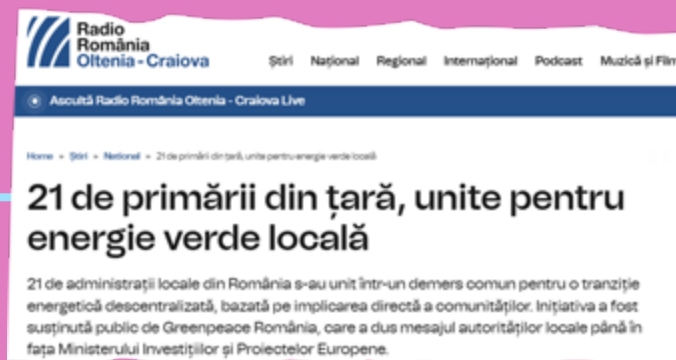 Radio
România
Oltenia - Craiova
Știri Național Regional Internațional Podcast Muzică și Film
Ascultă Radio România Oltenia - Craiova Live
Home » Știri » National » 21 de primării din țară, unite pentru energie verde locală
21 de primării din țară, unite pentru
energie verde locală
21 de administrații locale din România s-au unit într-un demers comun pentru o tranziție
energetică descentralizată, bazată pe implicarea directă a comunităților. Inițiativa a fost
susținută public de Greenpeace România, care a dus mesajul autorităților locale până în
fața Ministerului Investițiilor și Proiectelor Europene.